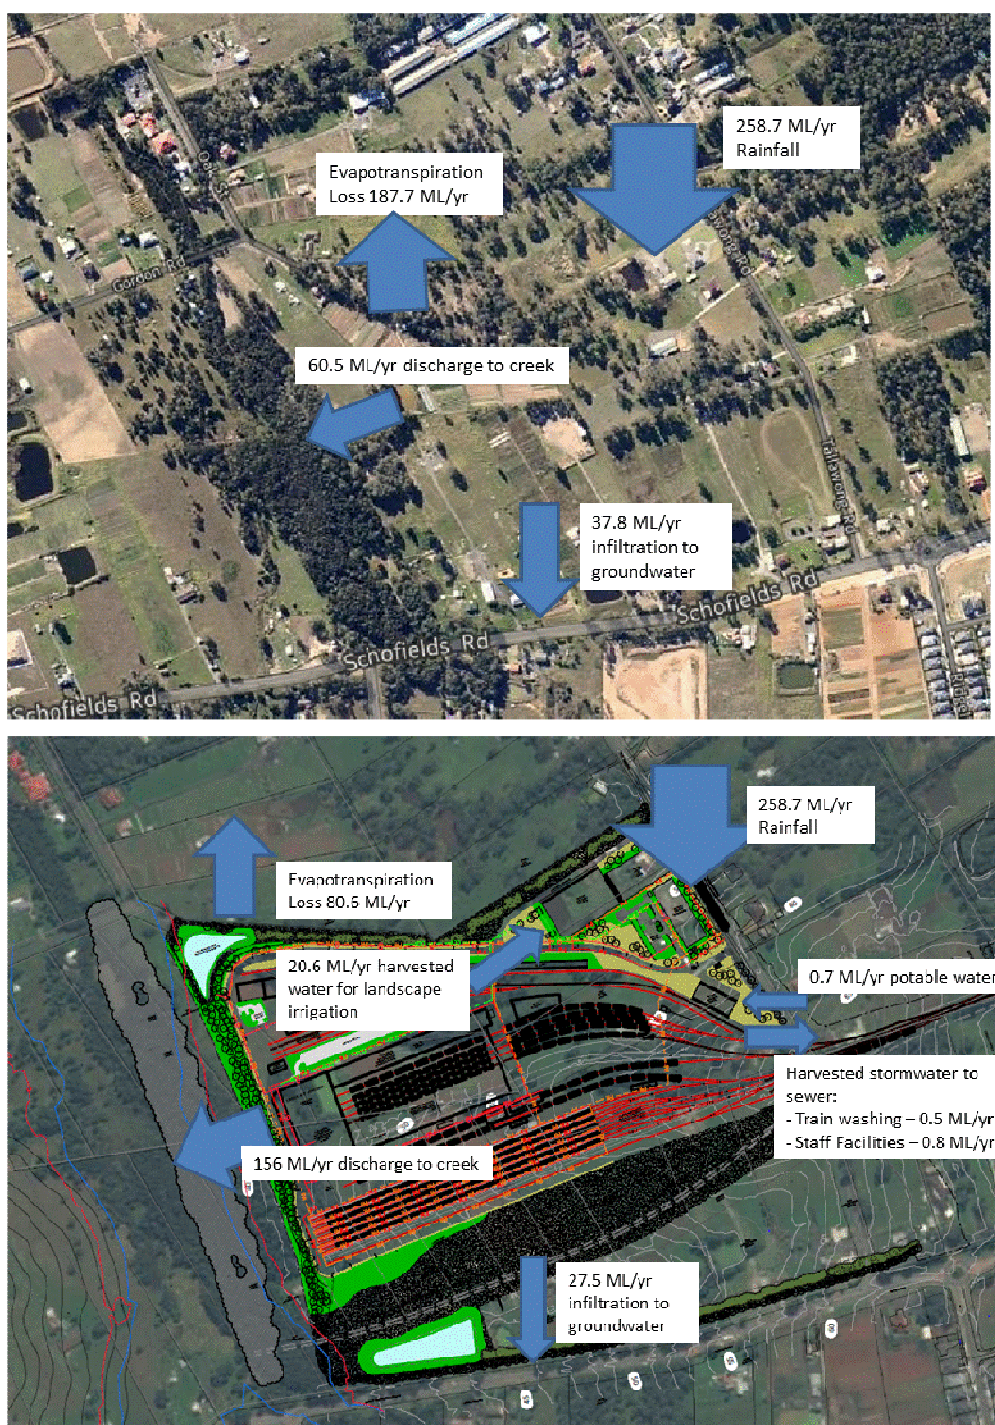 258.7 ML/yr
Rainfall
Evapotranspiration
Loss 187.7 ML/yr
Gordon Rd
60.5 ML/yr discharge to creek
Tallawong Rd
37.8 ML/yr
infiltration to
groundwater
Schofields Rd
Schofields Rd
Schofields Rd
258.7 ML/yr
Rainfall
Evapotranspiration
Loss 80.6 ML/yr
20.6 ML/yr harvested
water for landscape
irrigation
0.7 ML/yr potable water
Harvested stormwater to
sewer:
- Train washing – 0.5 ML/yr
- Staff Facilities – 0.8 ML/yr
156 ML/yr discharge to creek
27.5 ML/yr
infiltration to
groundwater